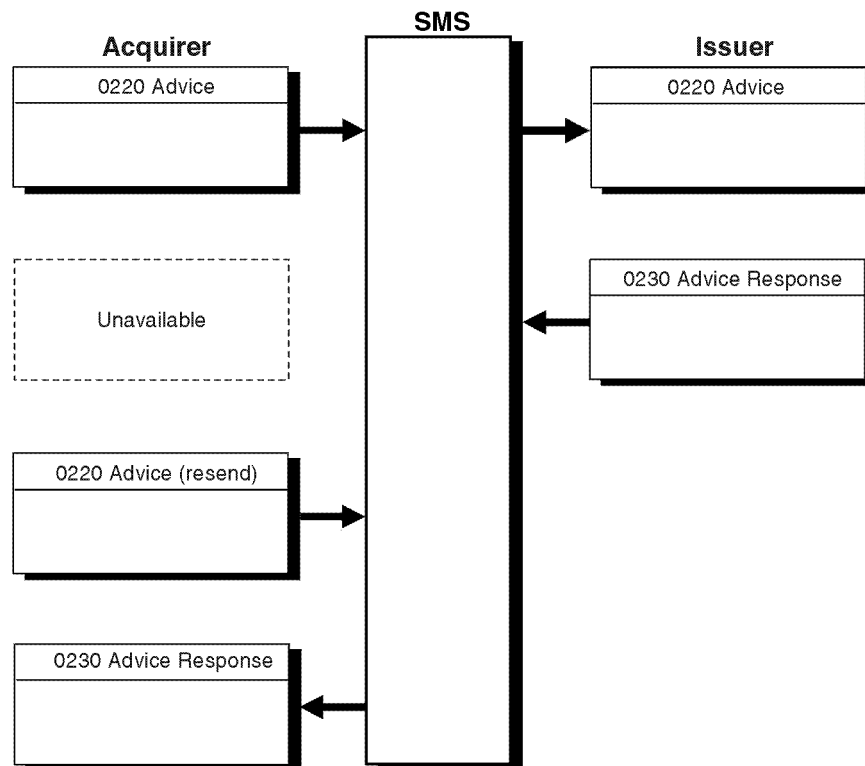 SMS
Acquirer
Issuer
0220 Advice
0220 Advice
0230 Advice Response
Unavailable
0220 Advice (resend)
0230 Advice Response